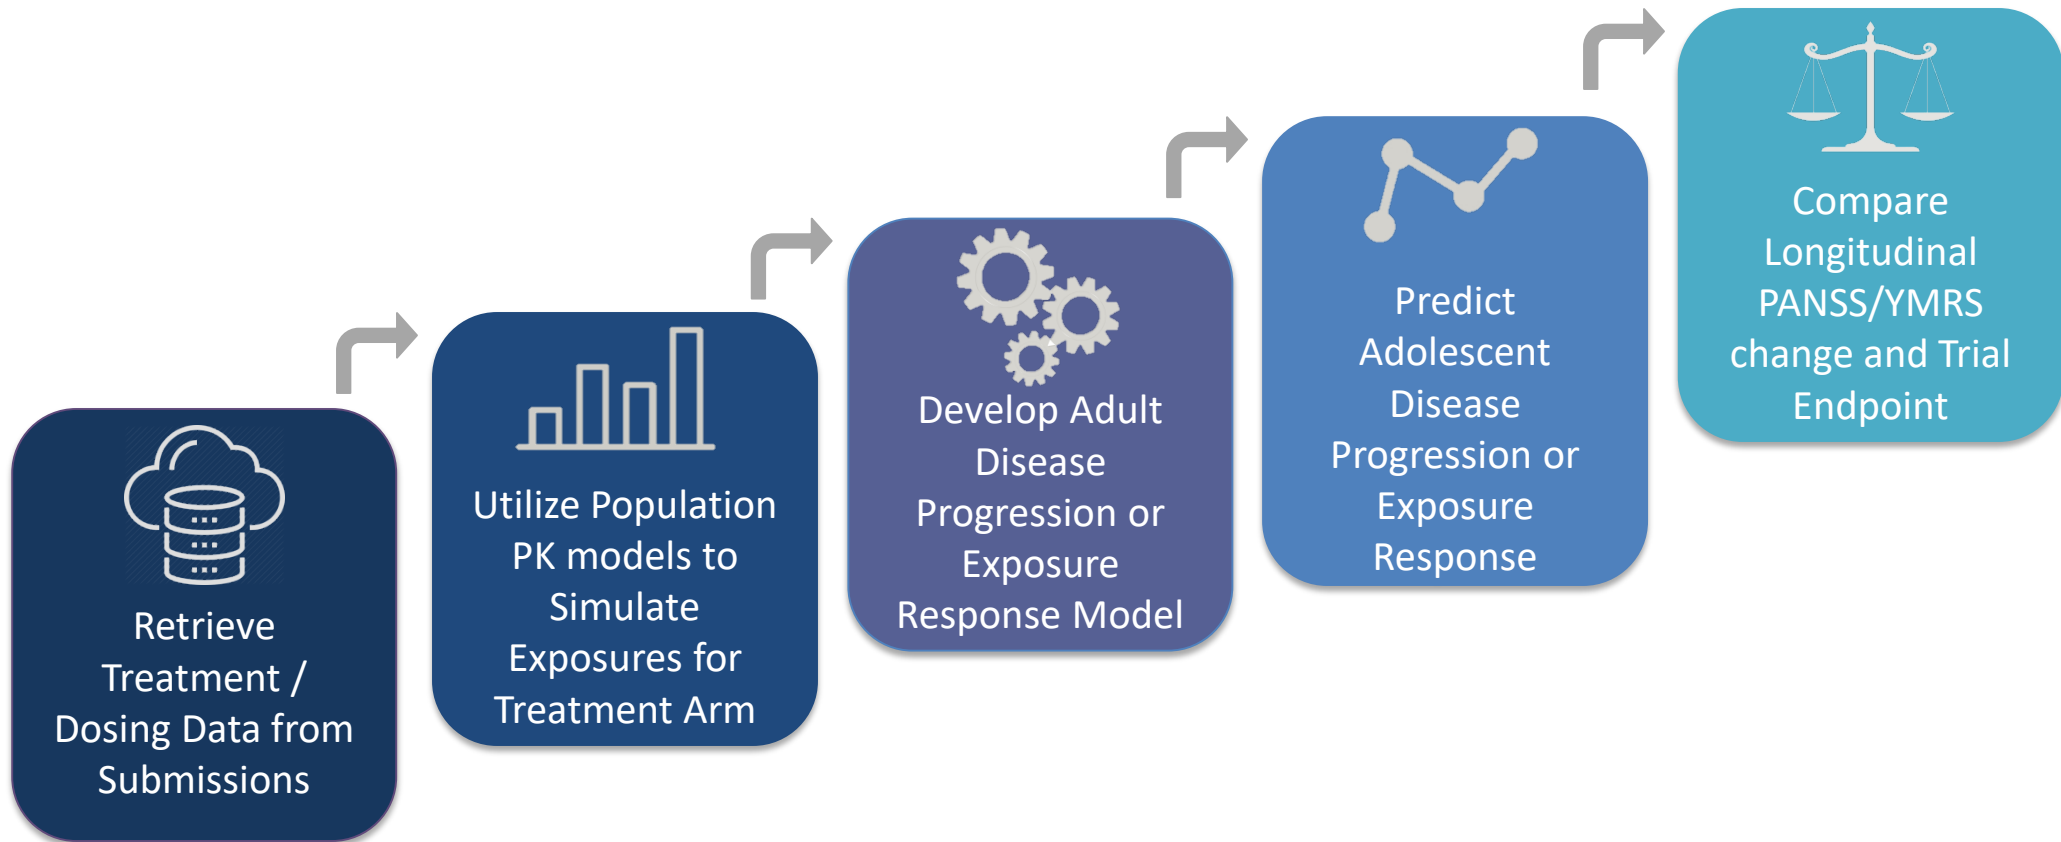 Retrieve
Treatment /
Dosing Data from
Submissions
Utilize Population
PK models to
Simulate
Exposures for
Treatment Arm
Develop Adult
Disease
Progression or
Exposure
Response Model
Predict
Adolescent
Disease
Progression or
Exposure
Response
Compare
Longitudinal
PANSS/YMRS
change and Trial
Endpoint